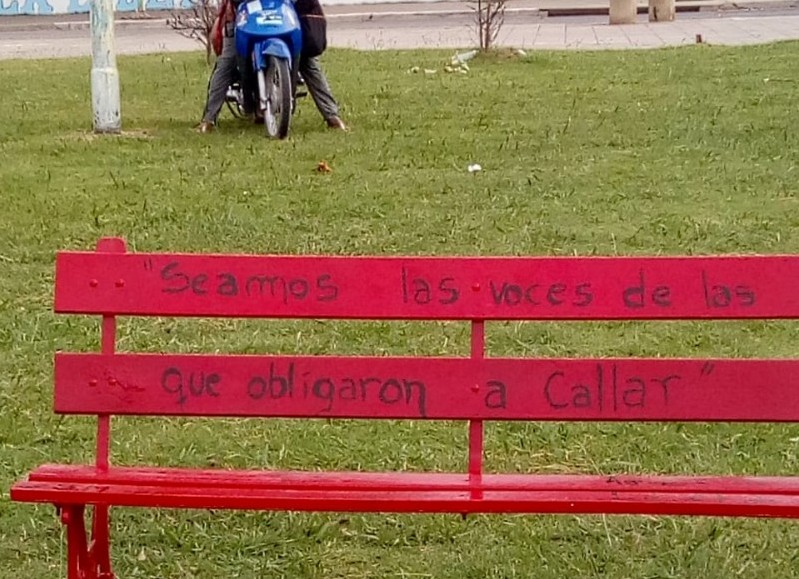 "Seamos las voces de las
que obligaron a Callar"